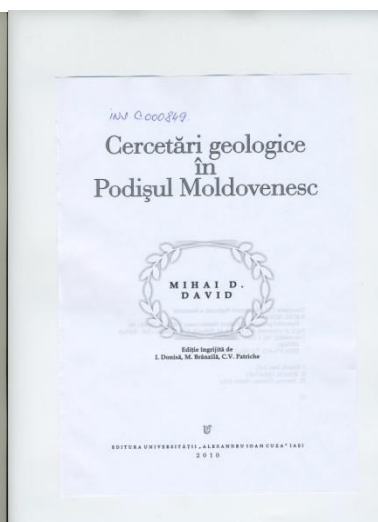 INV C000849
Cercetări geologice
în
Podişul Moldovenesc
MIHAI D.
DAVID
Ediţie îngrijită de
I. Donisă, M. Brânzilă, C.V. Patriche
EDITURA UNIVERSITĂŢII „ALEXANDRU IOAN CUZA" IAŞI
2010